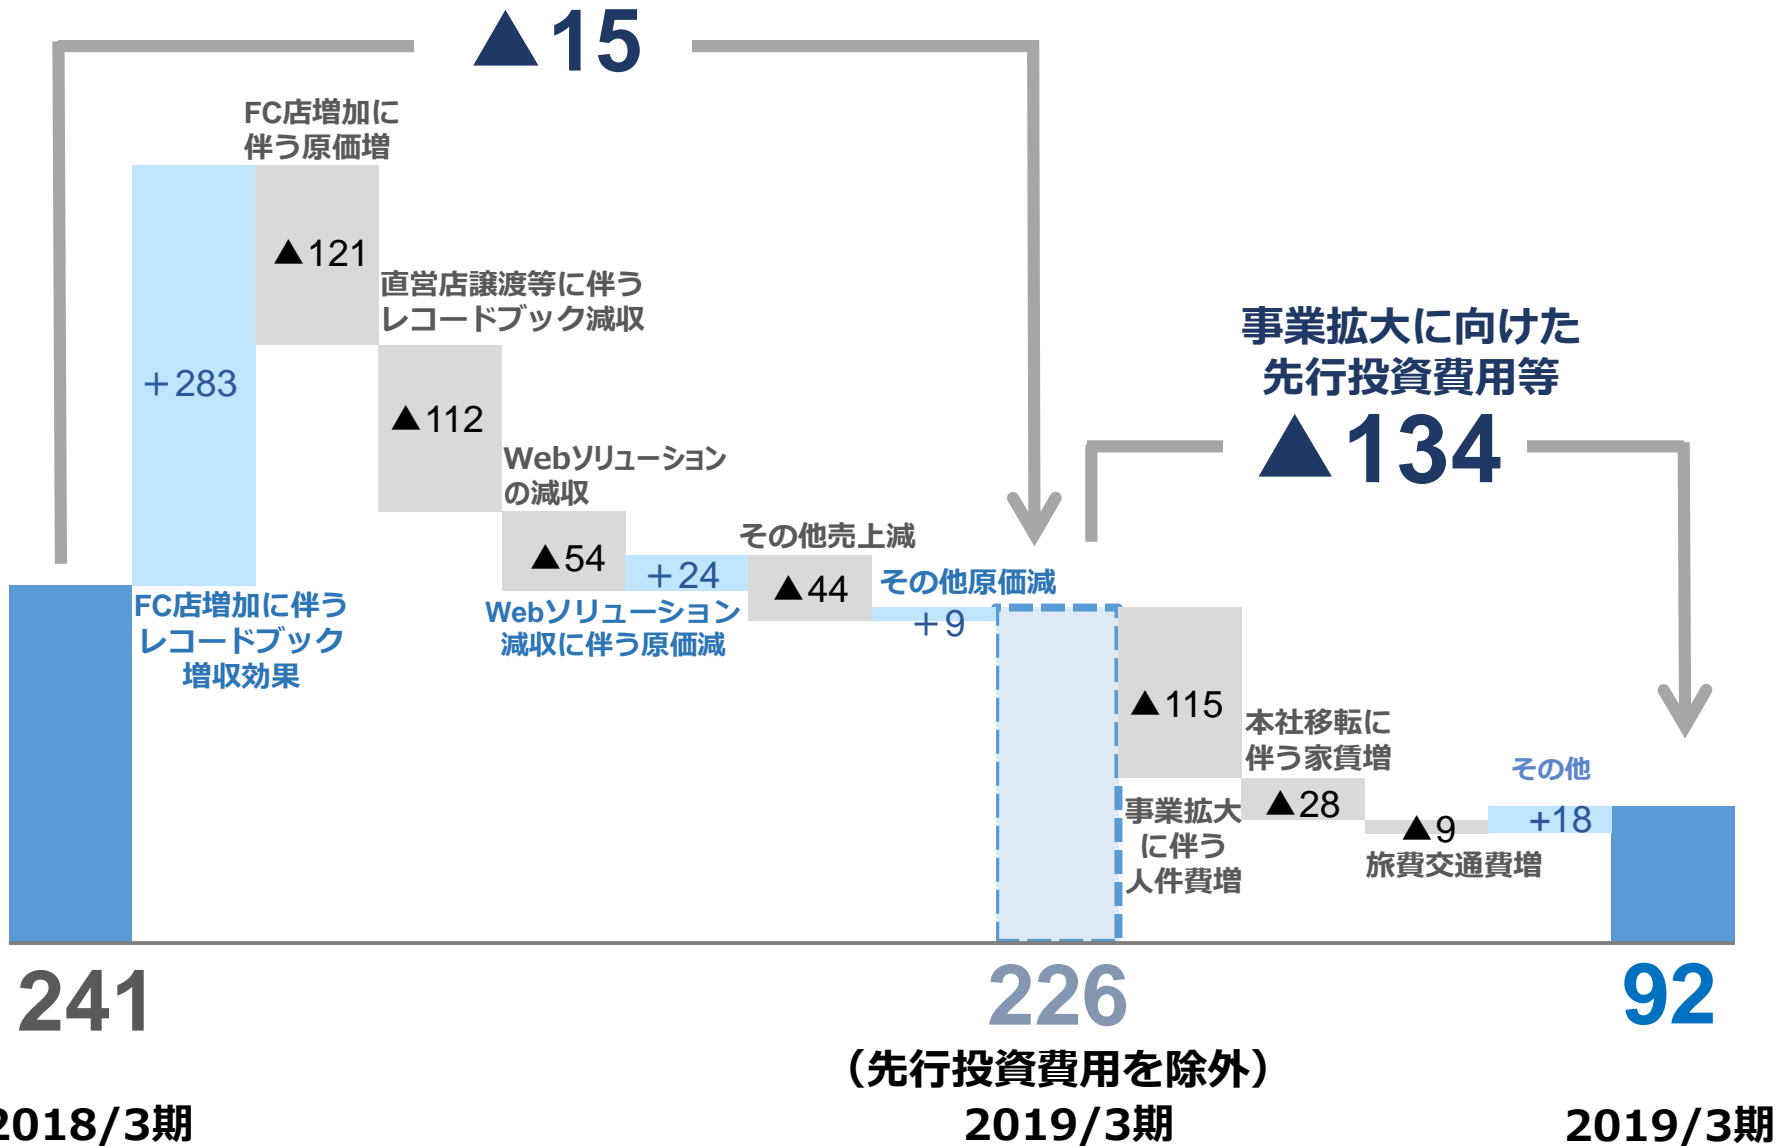 ▲15
FC店増加に
伴う原価増
▲121
直営店譲渡等に伴う
レコードブック減収
+283
▲112
Webソリューション
の減収
▲54
+24
その他売上減
▲44
その他原価減
+9
FC店増加に伴う
レコードブック
増収効果
Webソリューション
減収に伴う原価減
事業拡大に向けた
先行投資費用等
▲134
▲115
事業拡大
に伴う
人件費増
本社移転に
伴う家賃増
▲28
▲9
旅費交通費増
その他
+18
241
226
92
（先行投資費用を除外）
2018/3期
2019/3期
2019/3期